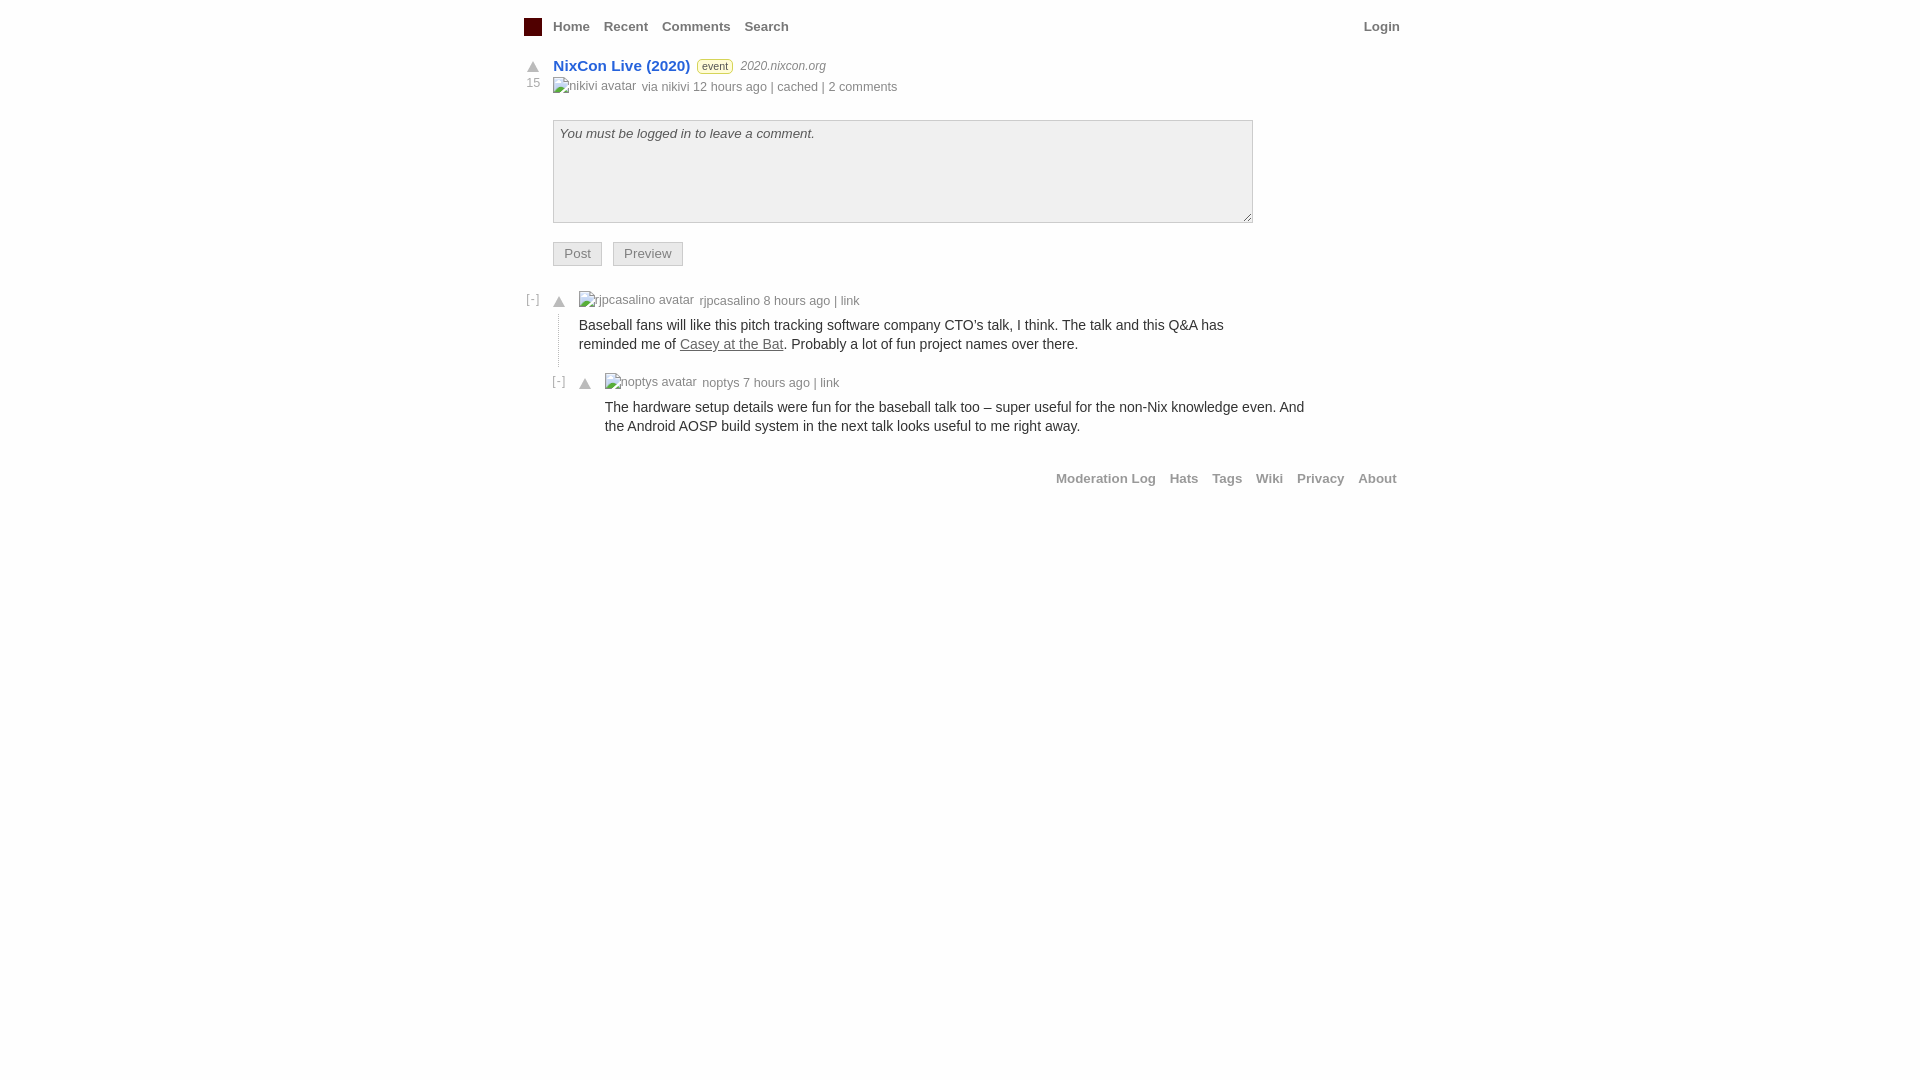 Home Recent Comments Search Login
NixCon Live (2020) event 2020.nixcon.org
15
nikivi avatar via nikivi 12 hours ago | cached | 2 comments
You must be logged in to leave a comment.
Post Preview
[-] rjpcasalino avatar rjpcasalino 8 hours ago | link
Baseball fans will like this pitch tracking software company CTO’s talk, I think. The talk and this Q&A has
reminded me of Casey at the Bat. Probably a lot of fun project names over there.
[-] noptys avatar noptys 7 hours ago | link
The hardware setup details were fun for the baseball talk too – super useful for the non-Nix knowledge even. And
the Android AOSP build system in the next talk looks useful to me right away.
Moderation Log Hats Tags Wiki Privacy About